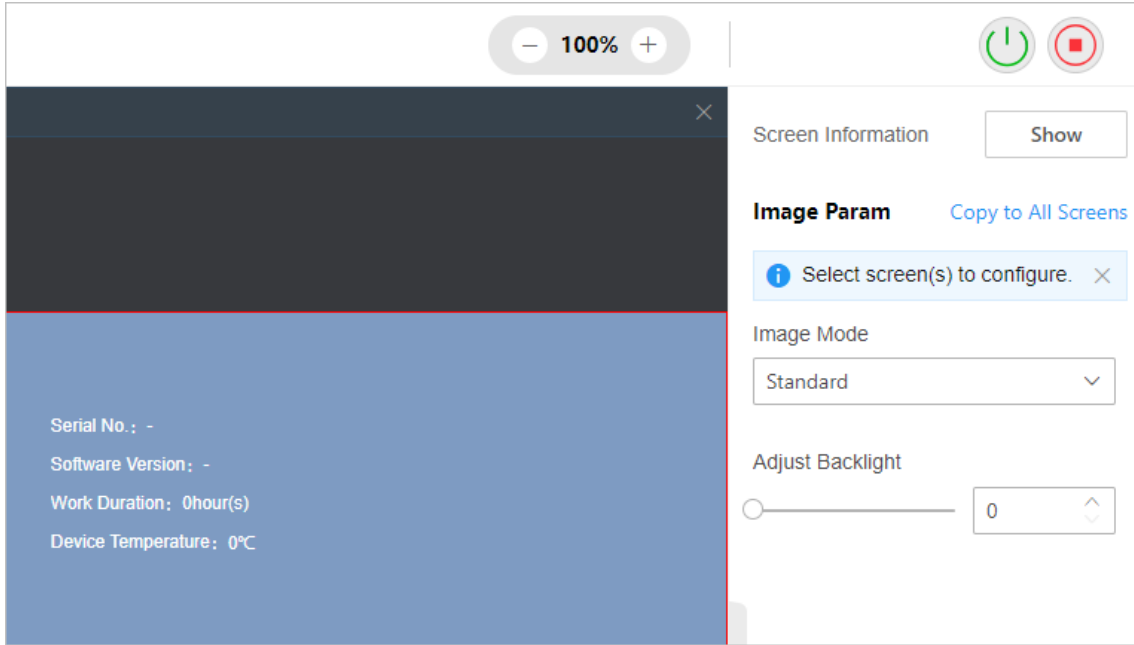 100%
Screen Information
Show
Image Param
Copy to All Screens
Select screen(s) to configure.
Image Mode
Standard
Serial No.： -
Software Version： -
Adjust Backlight
Work Duration： 0hour(s)
0
Device Temperature： 0℃